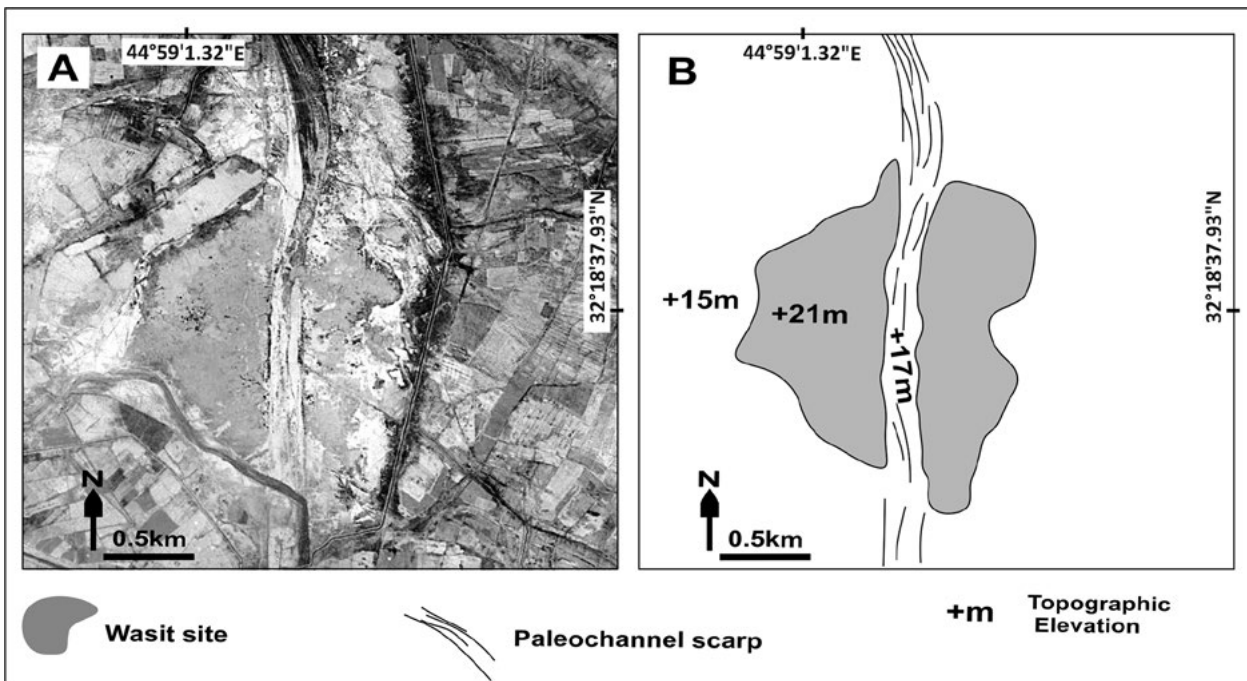 A
44°59'1.32"E
32°18'37.93"N
N
0.5km
B
44°59'1.32"E
32°18'37.93"N
+15m
+21m
+17m
N
0.5km
Wasit site
Paleochannel scarp
+m
Topographic
Elevation